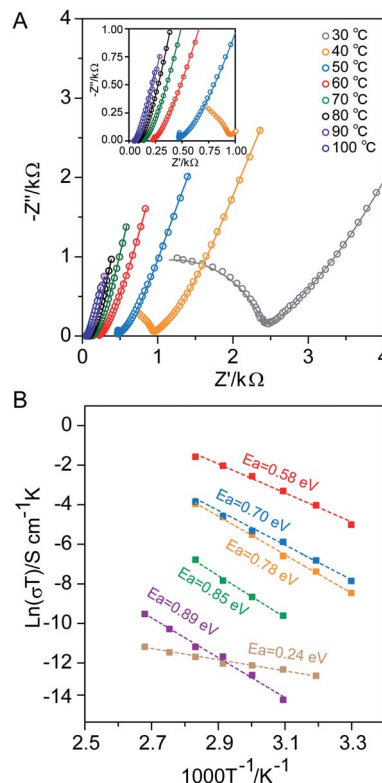 A
-Z''/kΩ
4
3
2
1
0
0 1 2 3 4
Z'/kΩ
-Z''/kΩ
1.00
0.75
0.50
0.25
0.00
0.00 0.25 0.50 0.75 1.00
Z'/kΩ
30 °C
40 °C
50 °C
60 °C
70 °C
80 °C
90 °C
100 °C
B
Ln(σT)/S cm⁻¹K
0
-2
-4
-6
-8
-10
-12
-14
Ea=0.58 eV
Ea=0.70 eV
Ea=0.78 eV
Ea=0.85 eV
Ea=0.89 eV
Ea=0.24 eV
2.5 2.7 2.9 3.1 3.3
1000T⁻¹/K⁻¹